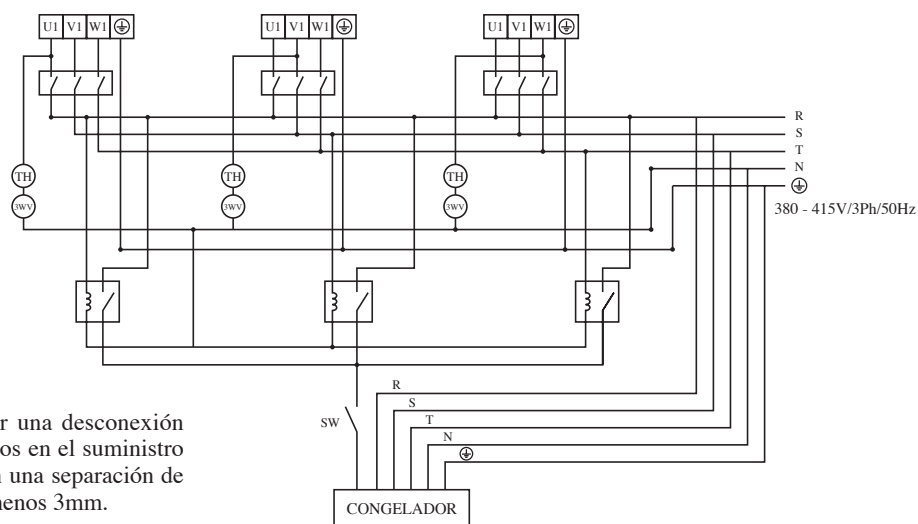 U1 V1 W1 U1 V1 W1 U1 V1 W1
R
S
T
N
380 - 415V/3Ph/50Hz
TH TH TH
3WV 3WV 3WV
R
S
T
N
SW
r una desconexión
os en el suministro
una separación de
menos 3mm.
CONGELADOR